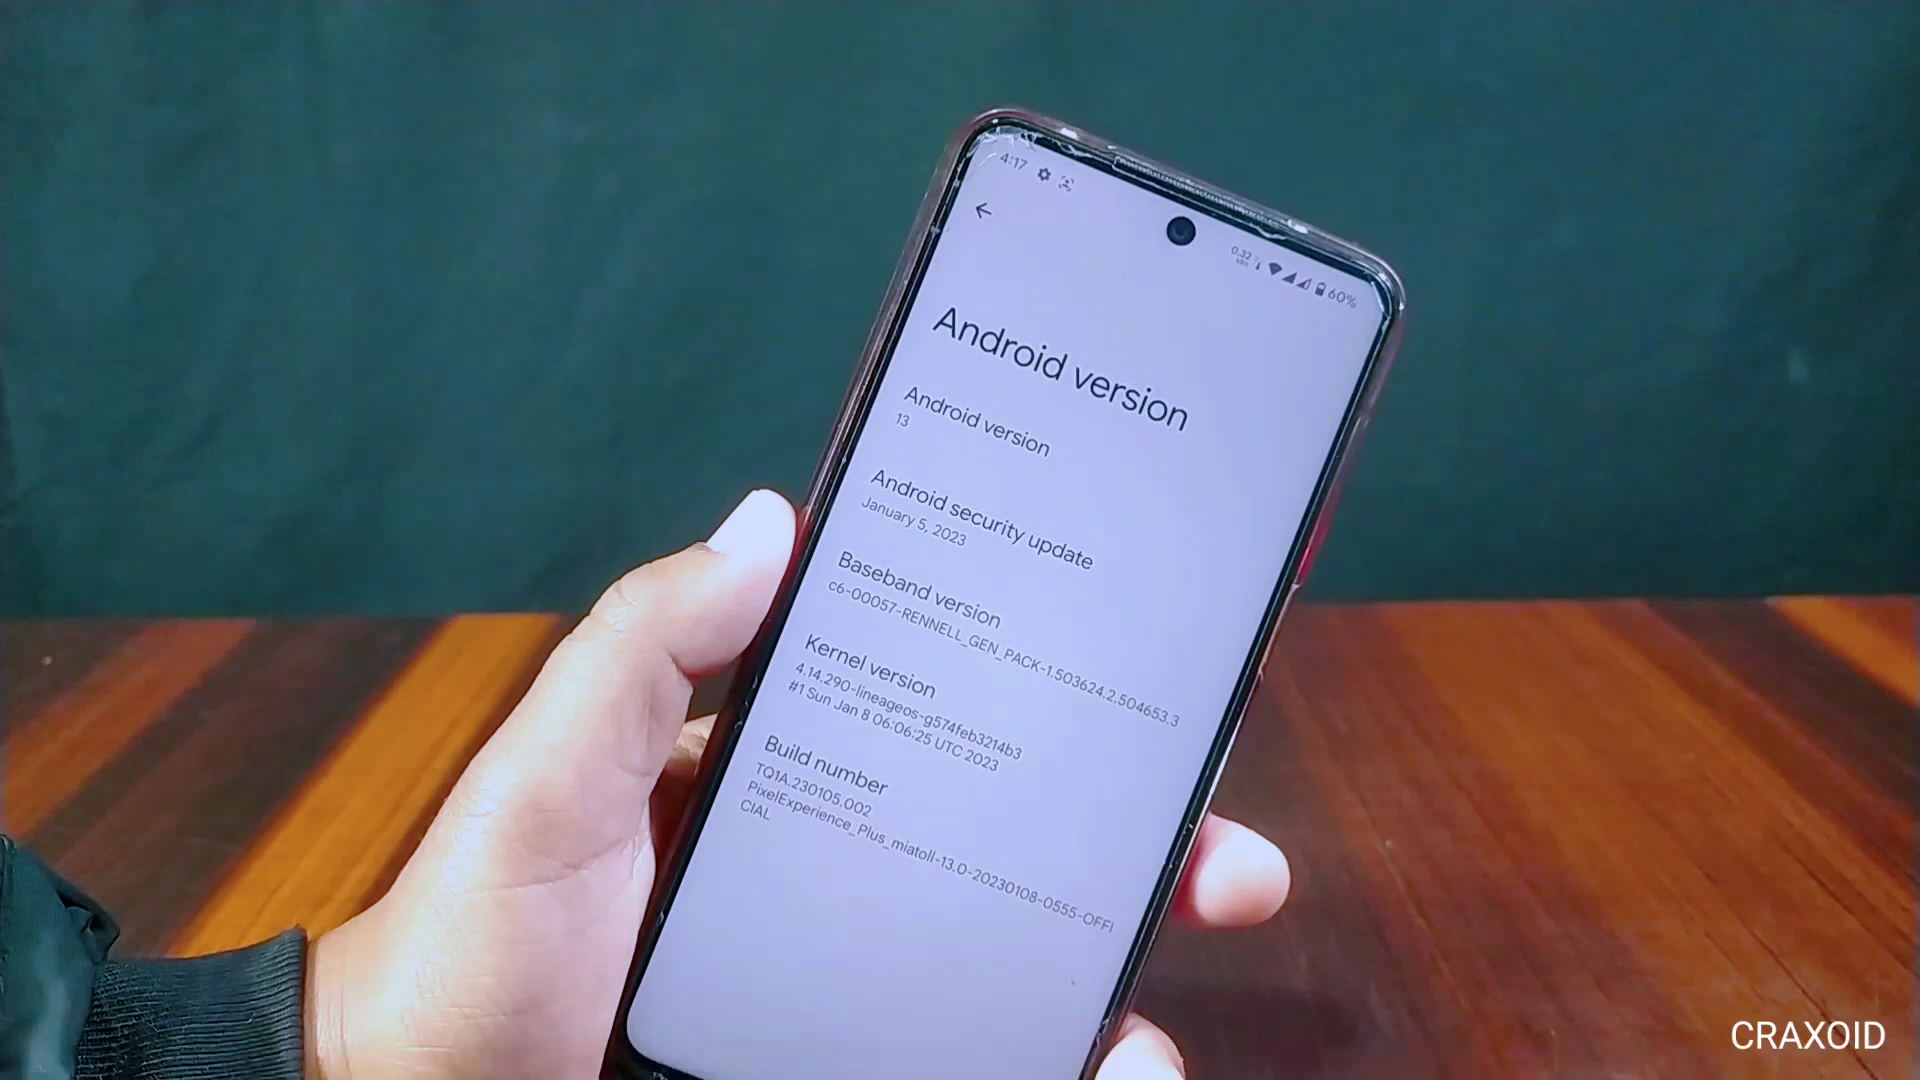 4:17
0.32
60%
Android version
Android version
13
Android security update
January 5, 2023
Baseband version
c6-00057-RENNELL_GEN_PACK-1.503624.2.504653.3
Kernel version
4.14.290-lineageos-g574feb3214b3
#1 Sun Jan 8 06:06:25 UTC 2023
Build number
TQ1A.230105.002
PixelExperience_Plus_miatoll-13.0-20230108-0555-OFFI
CIAL
CRAXOID